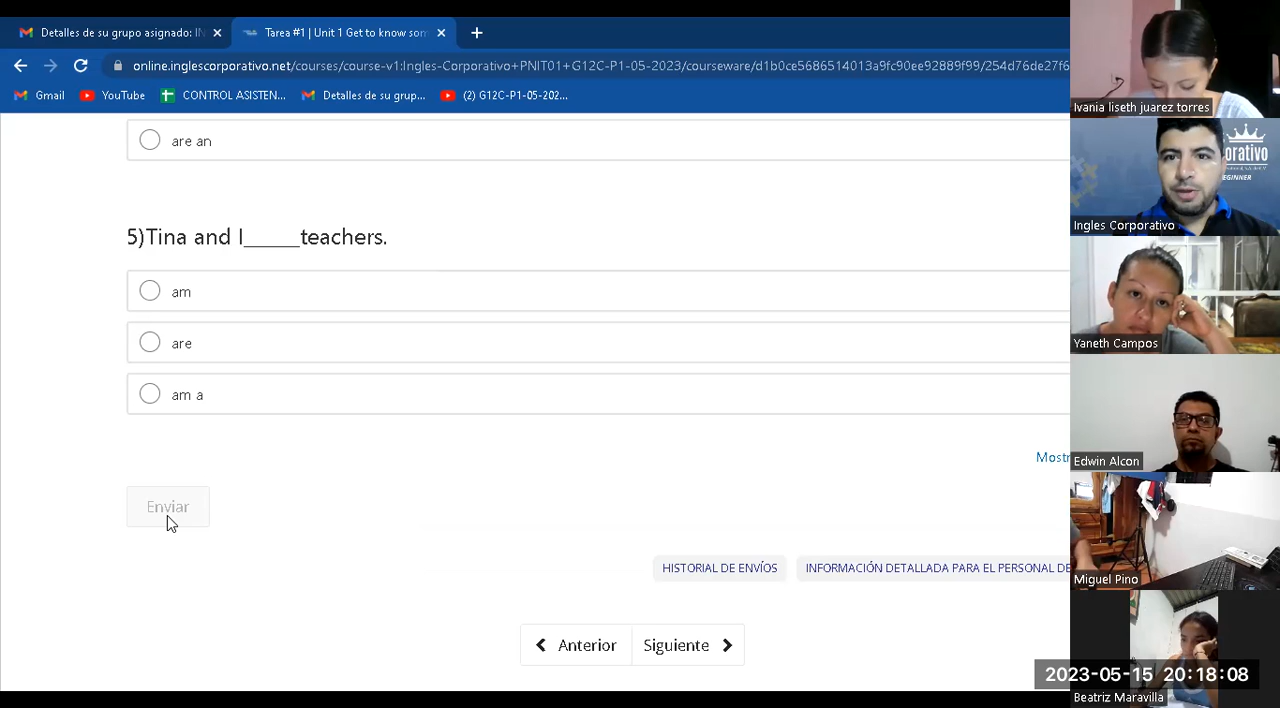 Detalles de su grupo asignado: IN
Tarea #1 | Unit 1 Get to know som
online.inglescorporativo.net/courses/course-v1:Ingles-Corporativo+PNIT01+G12C-P1-05-2023/courseware/d1b0ce5686514013a9fc90ee92889f99/254d76de27f6
Gmail
YouTube
CONTROL ASISTEN...
Detalles de su grup...
(2) G12C-P1-05-202...
are an
5)Tina and I_____teachers.
am
are
am a
Mostr
Enviar
HISTORIAL DE ENVÍOS
INFORMACIÓN DETALLADA PARA EL PERSONAL DE
Anterior
Siguiente
Ivania liseth juarez torres
orativo
EGINNER
Ingles Corporativo
Yaneth Campos
Edwin Alcon
Miguel Pino
2023-05-15 20:18:08
Beatriz Maravilla